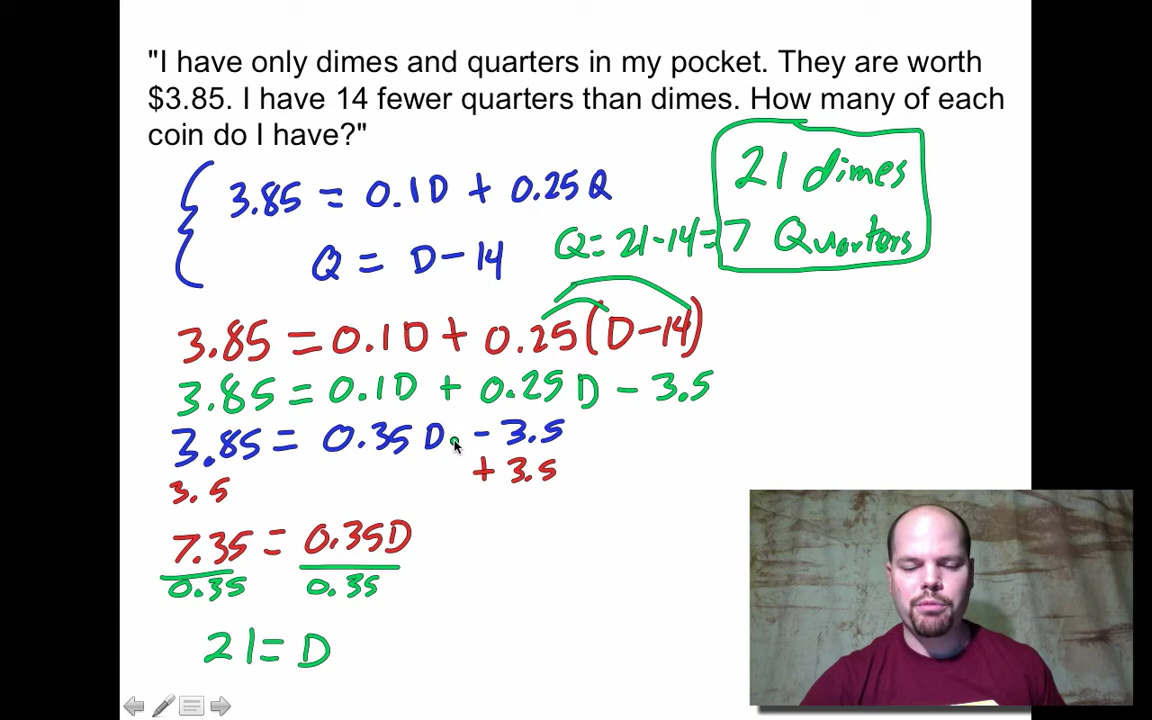 "I have only dimes and quarters in my pocket. They are worth
$3.85. I have 14 fewer quarters than dimes. How many of each
coin do I have?"
21 dimes
3.85 = 0.1D + 0.25Q
Q = D - 14
Q = 21 - 14 = 7 Quarters
3.85 = 0.1D + 0.25(D - 14)
3.85 = 0.1D + 0.25D - 3.5
3.85 = 0.35D - 3.5
3.5 + 3.5
7.35 = 0.35D
0.35 0.35
21 = D